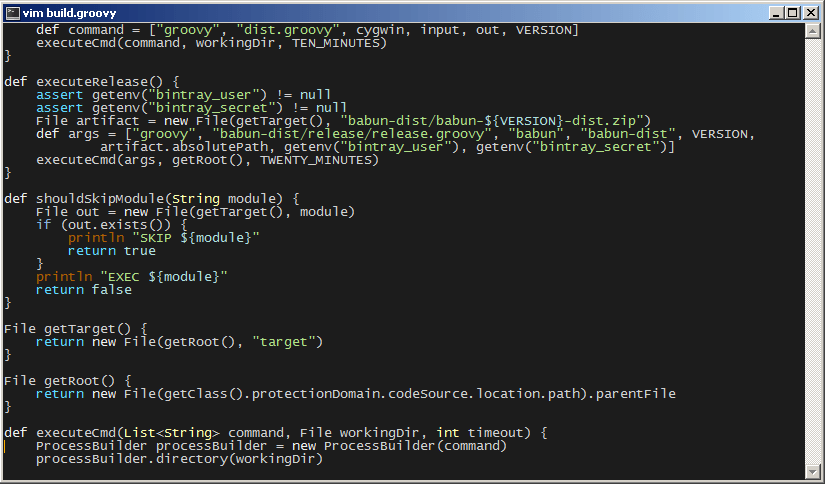 vim build.groovy
    def command = ["groovy", "dist.groovy", cygwin, input, out, VERSION]
    executeCmd(command, workingDir, TEN_MINUTES)
}

def executeRelease() {
    assert getenv("bintray_user") != null
    assert getenv("bintray_secret") != null
    File artifact = new File(getTarget(), "babun-dist/babun-${VERSION}-dist.zip")
    def args = ["groovy", "babun-dist/release/release.groovy", "babun", "babun-dist", VERSION,
            artifact.absolutePath, getenv("bintray_user"), getenv("bintray_secret")]
    executeCmd(args, getRoot(), TWENTY_MINUTES)
}

def shouldSkipModule(String module) {
    File out = new File(getTarget(), module)
    if (out.exists()) {
        println "SKIP ${module}"
        return true
    }
    println "EXEC ${module}"
    return false
}

File getTarget() {
    return new File(getRoot(), "target")
}

File getRoot() {
    return new File(getClass().protectionDomain.codeSource.location.path).parentFile
}

def executeCmd(List<String> command, File workingDir, int timeout) {
    ProcessBuilder processBuilder = new ProcessBuilder(command)
    processBuilder.directory(workingDir)